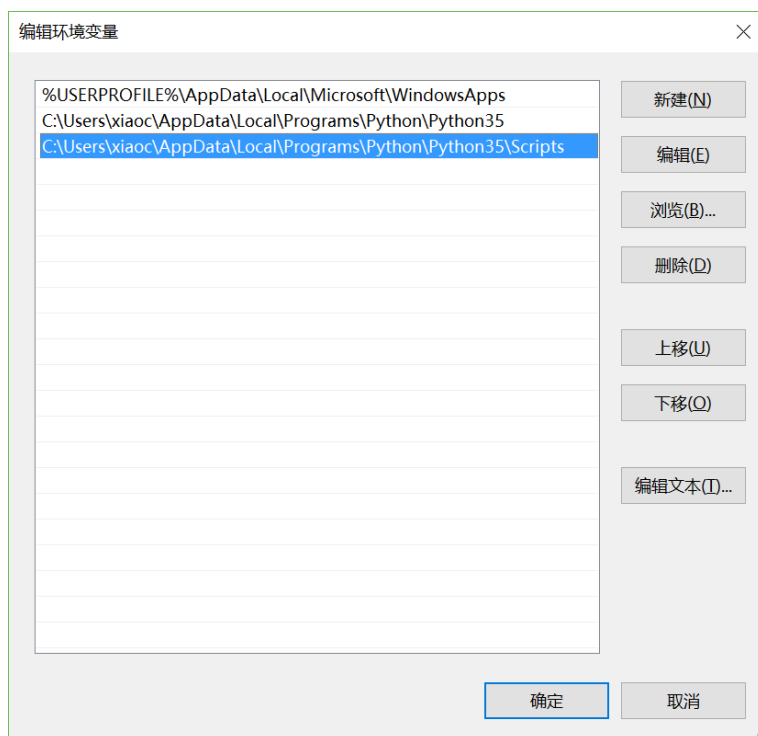 编辑环境变量
%USERPROFILE%\AppData\Local\Microsoft\WindowsApps
C:\Users\xiaoc\AppData\Local\Programs\Python\Python35
C:\Users\xiaoc\AppData\Local\Programs\Python\Python35\Scripts
新建(N)
编辑(E)
浏览(B)...
删除(D)
上移(U)
下移(O)
编辑文本(T)...
确定
取消